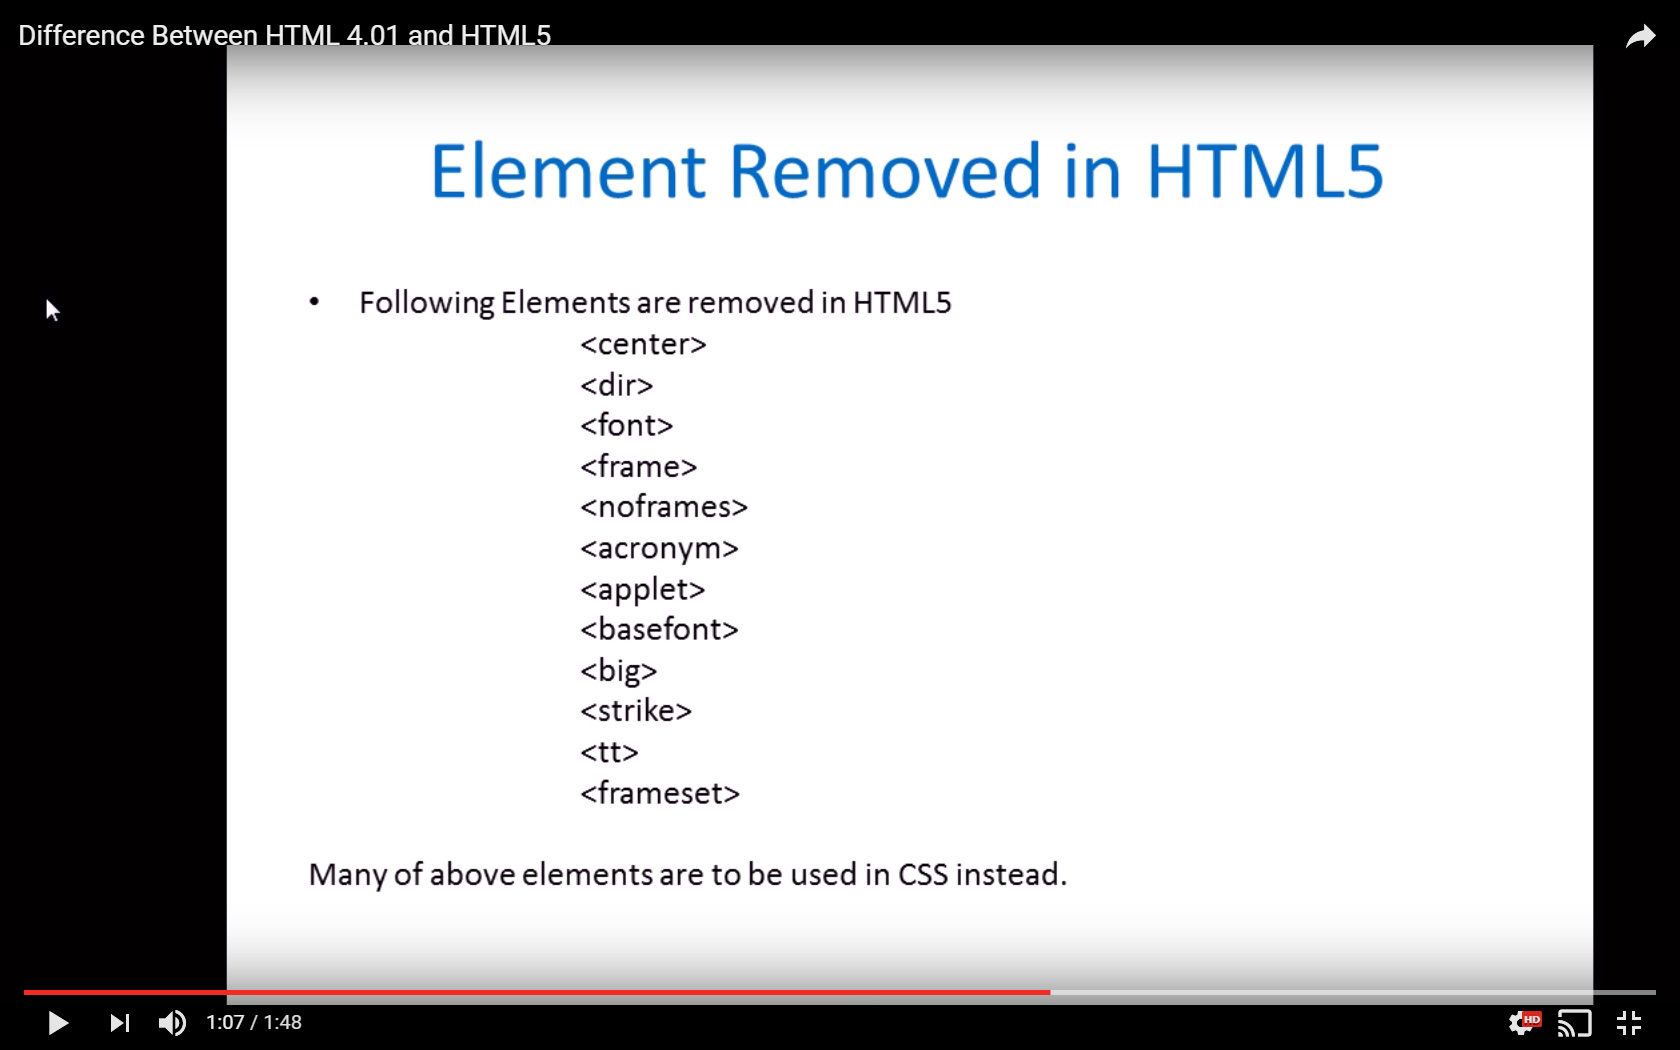 Difference Between HTML 4.01 and HTML5
Element Removed in HTML5
• Following Elements are removed in HTML5
<center>
<dir>
<font>
<frame>
<noframes>
<acronym>
<applet>
<basefont>
<big>
<strike>
<tt>
<frameset>
Many of above elements are to be used in CSS instead.
1:07 / 1:48
HD